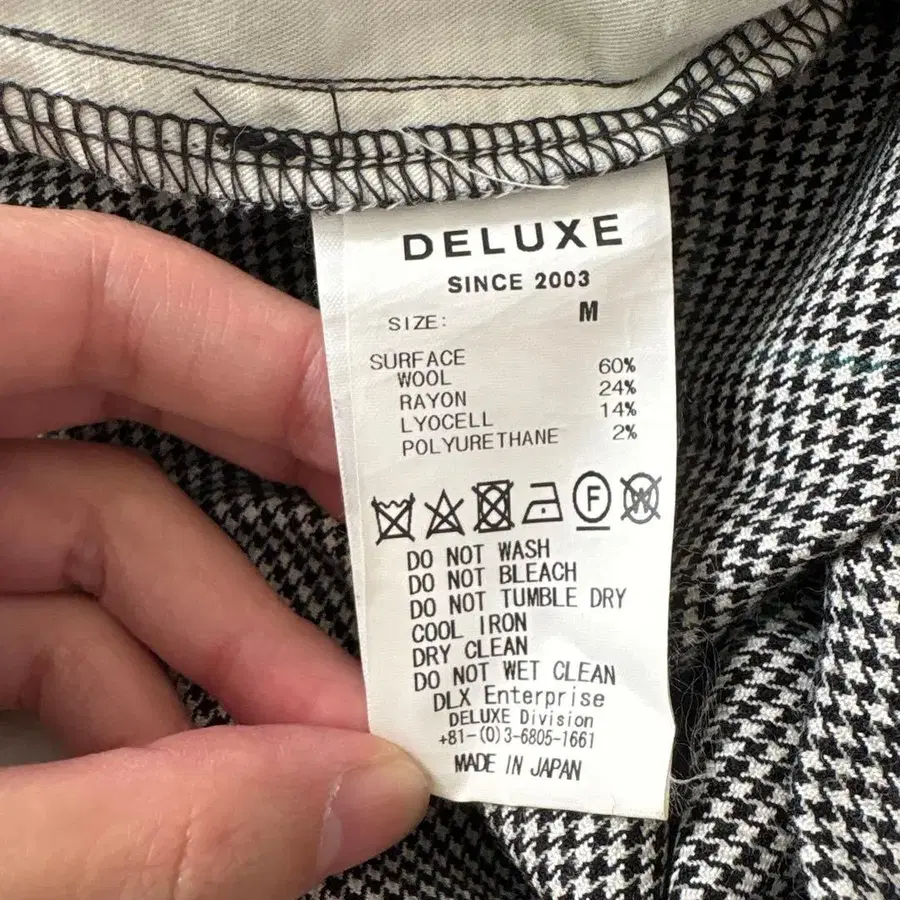 DELUXE
SINCE 2003
SIZE: M
SURFACE
WOOL 60%
RAYON 24%
LYOCELL 14%
POLYURETHANE 2%
F W
DO NOT WASH
DO NOT BLEACH
DO NOT TUMBLE DRY
COOL IRON
DRY CLEAN
DO NOT WET CLEAN
DLX Enterprise
DELUXE Division
+81-(0)3-6805-1661
MADE IN JAPAN